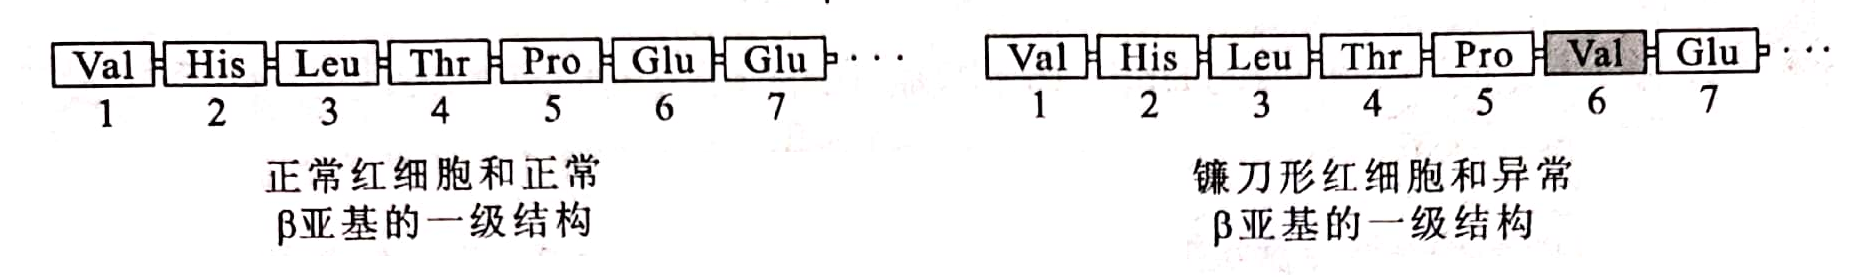 Val His Leu Thr Pro Glu Glu ···
1 2 3 4 5 6 7
正常红细胞和正常
β亚基的一级结构
Val His Leu Thr Pro Val Glu ···
1 2 3 4 5 6 7
镰刀形红细胞和异常
β亚基的一级结构